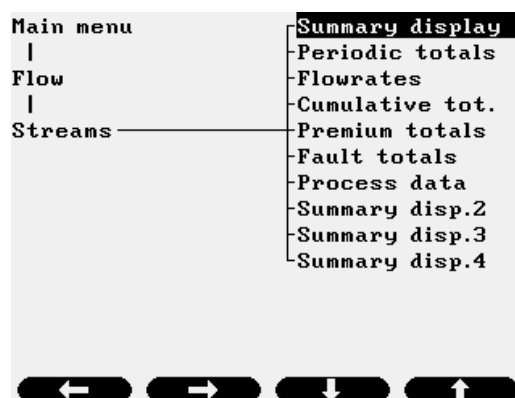 Main menu
Flow
Streams
Summary display
Periodic totals
Flowrates
Cumulative tot.
Premium totals
Fault totals
Process data
Summary disp.2
Summary disp.3
Summary disp.4